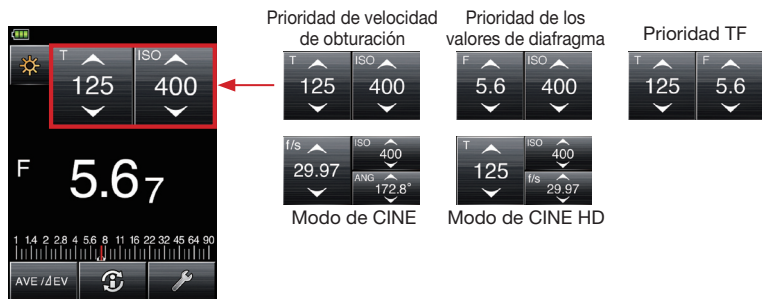 T
125
ISO
400
F
5.67
1 1.4 2 2.8 4 5.6 8 11 16 22 32 45 64 90
AVE /⊿EV
Prioridad de velocidad
de obturación
T
125
ISO
400
Prioridad de los
valores de diafragma
F
5.6
ISO
400
Prioridad TF
T
125
F
5.6
f/s
29.97
ISO
400
ANG
172.8°
Modo de CINE
T
125
ISO
400
f/s
29.97
Modo de CINE HD